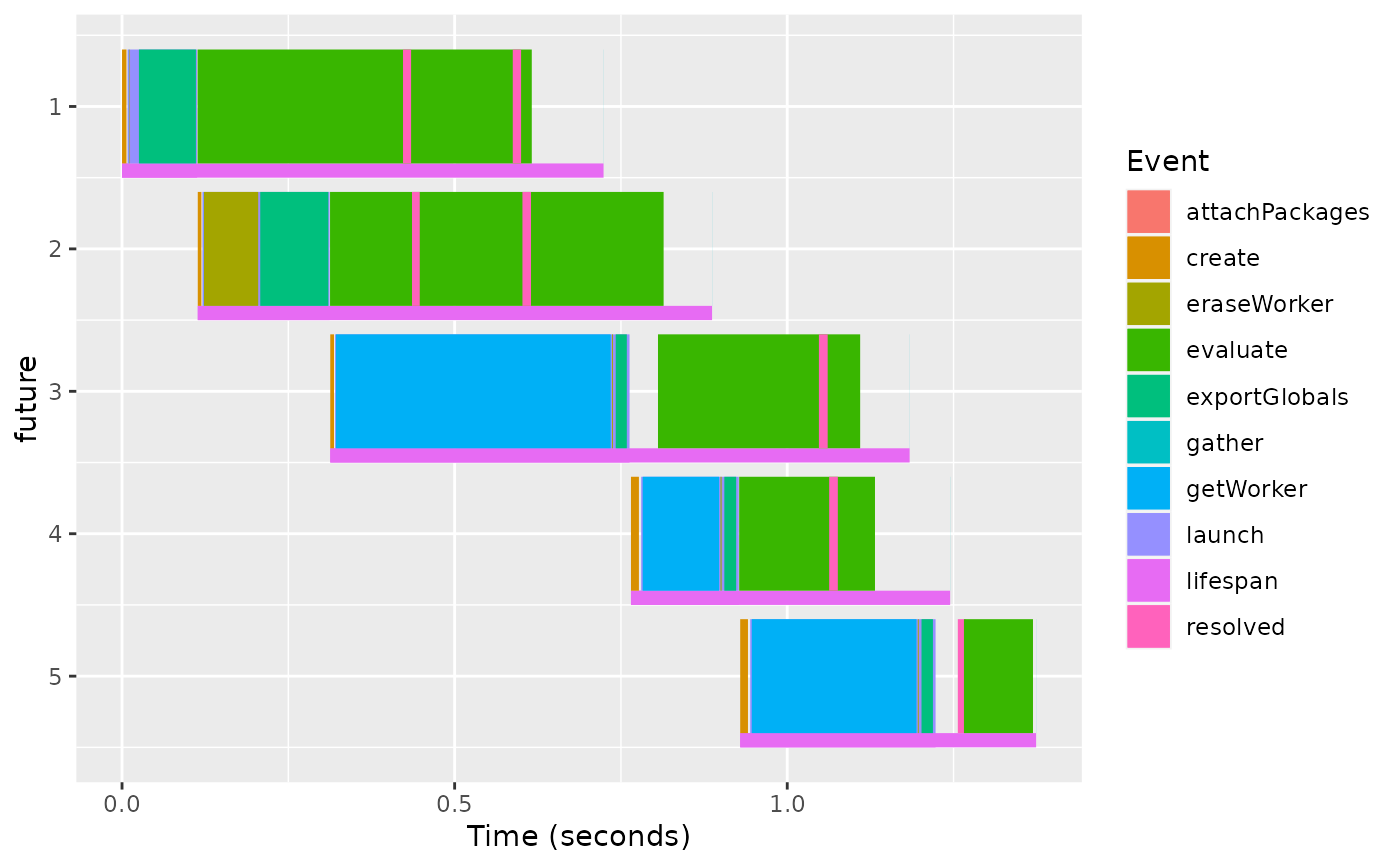 1
2
3
4
5
future
0.0
0.5
1.0
Time (seconds)
Event
attachPackages
create
eraseWorker
evaluate
exportGlobals
gather
getWorker
launch
lifespan
resolved